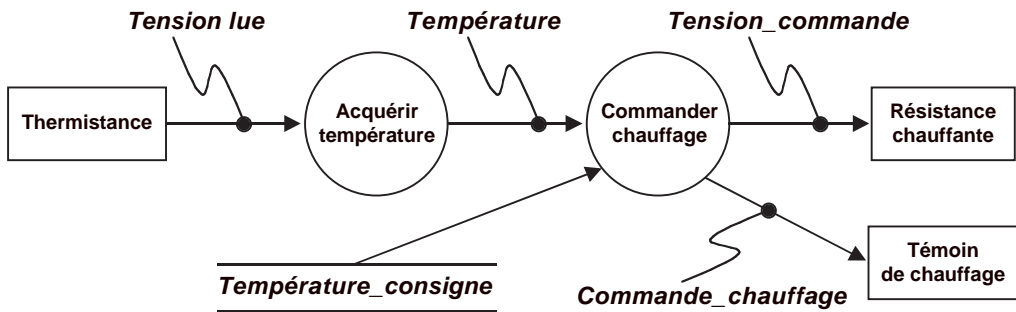 Tension lue
Température
Tension_commande
Thermistance
Acquérir
température
Commander
chauffage
Résistance
chauffante
Température_consigne
Commande_chauffage
Témoin
de chauffage